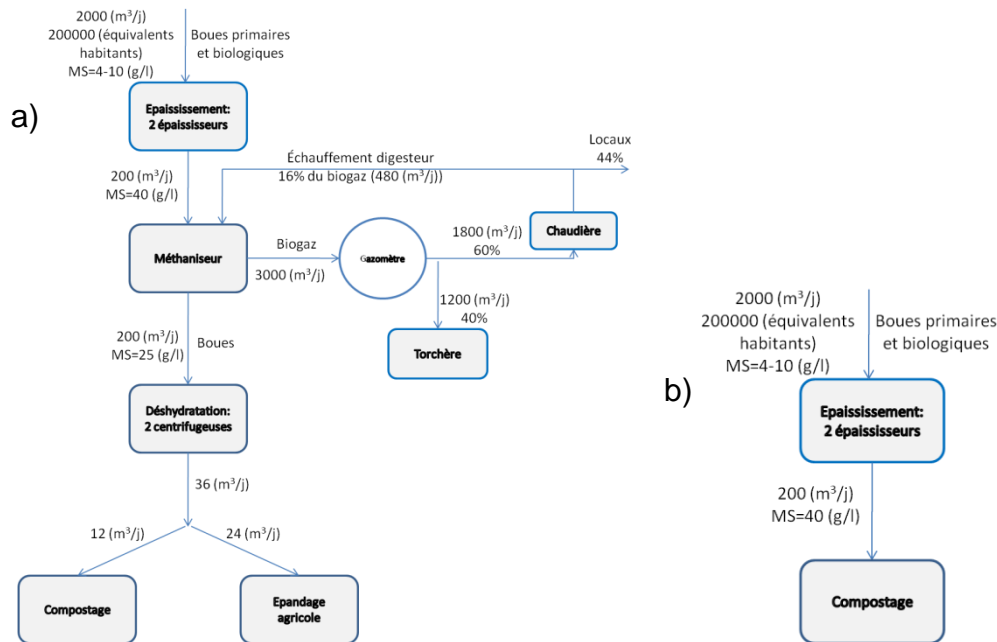 2000 (m³/j)
200000 (équivalents
habitants)
MS=4-10 (g/l)
Boues primaires
et biologiques
a)
Epaississement:
2 épaississeurs
200 (m³/j)
MS=40 (g/l)
Échauffement digesteur
16% du biogaz (480 (m³/j))
Locaux
44%
Méthaniseur
Biogaz
3000 (m³/j)
Gazomètre
1800 (m³/j)
60%
Chaudière
1200 (m³/j)
40%
Torchère
200 (m³/j)
MS=25 (g/l)
Boues
Déshydratation:
2 centrifugeuses
36 (m³/j)
12 (m³/j)
24 (m³/j)
Compostage
Epandage
agricole
b)
2000 (m³/j)
200000 (équivalents
habitants)
MS=4-10 (g/l)
Boues primaires
et biologiques
Epaississement:
2 épaississeurs
200 (m³/j)
MS=40 (g/l)
Compostage